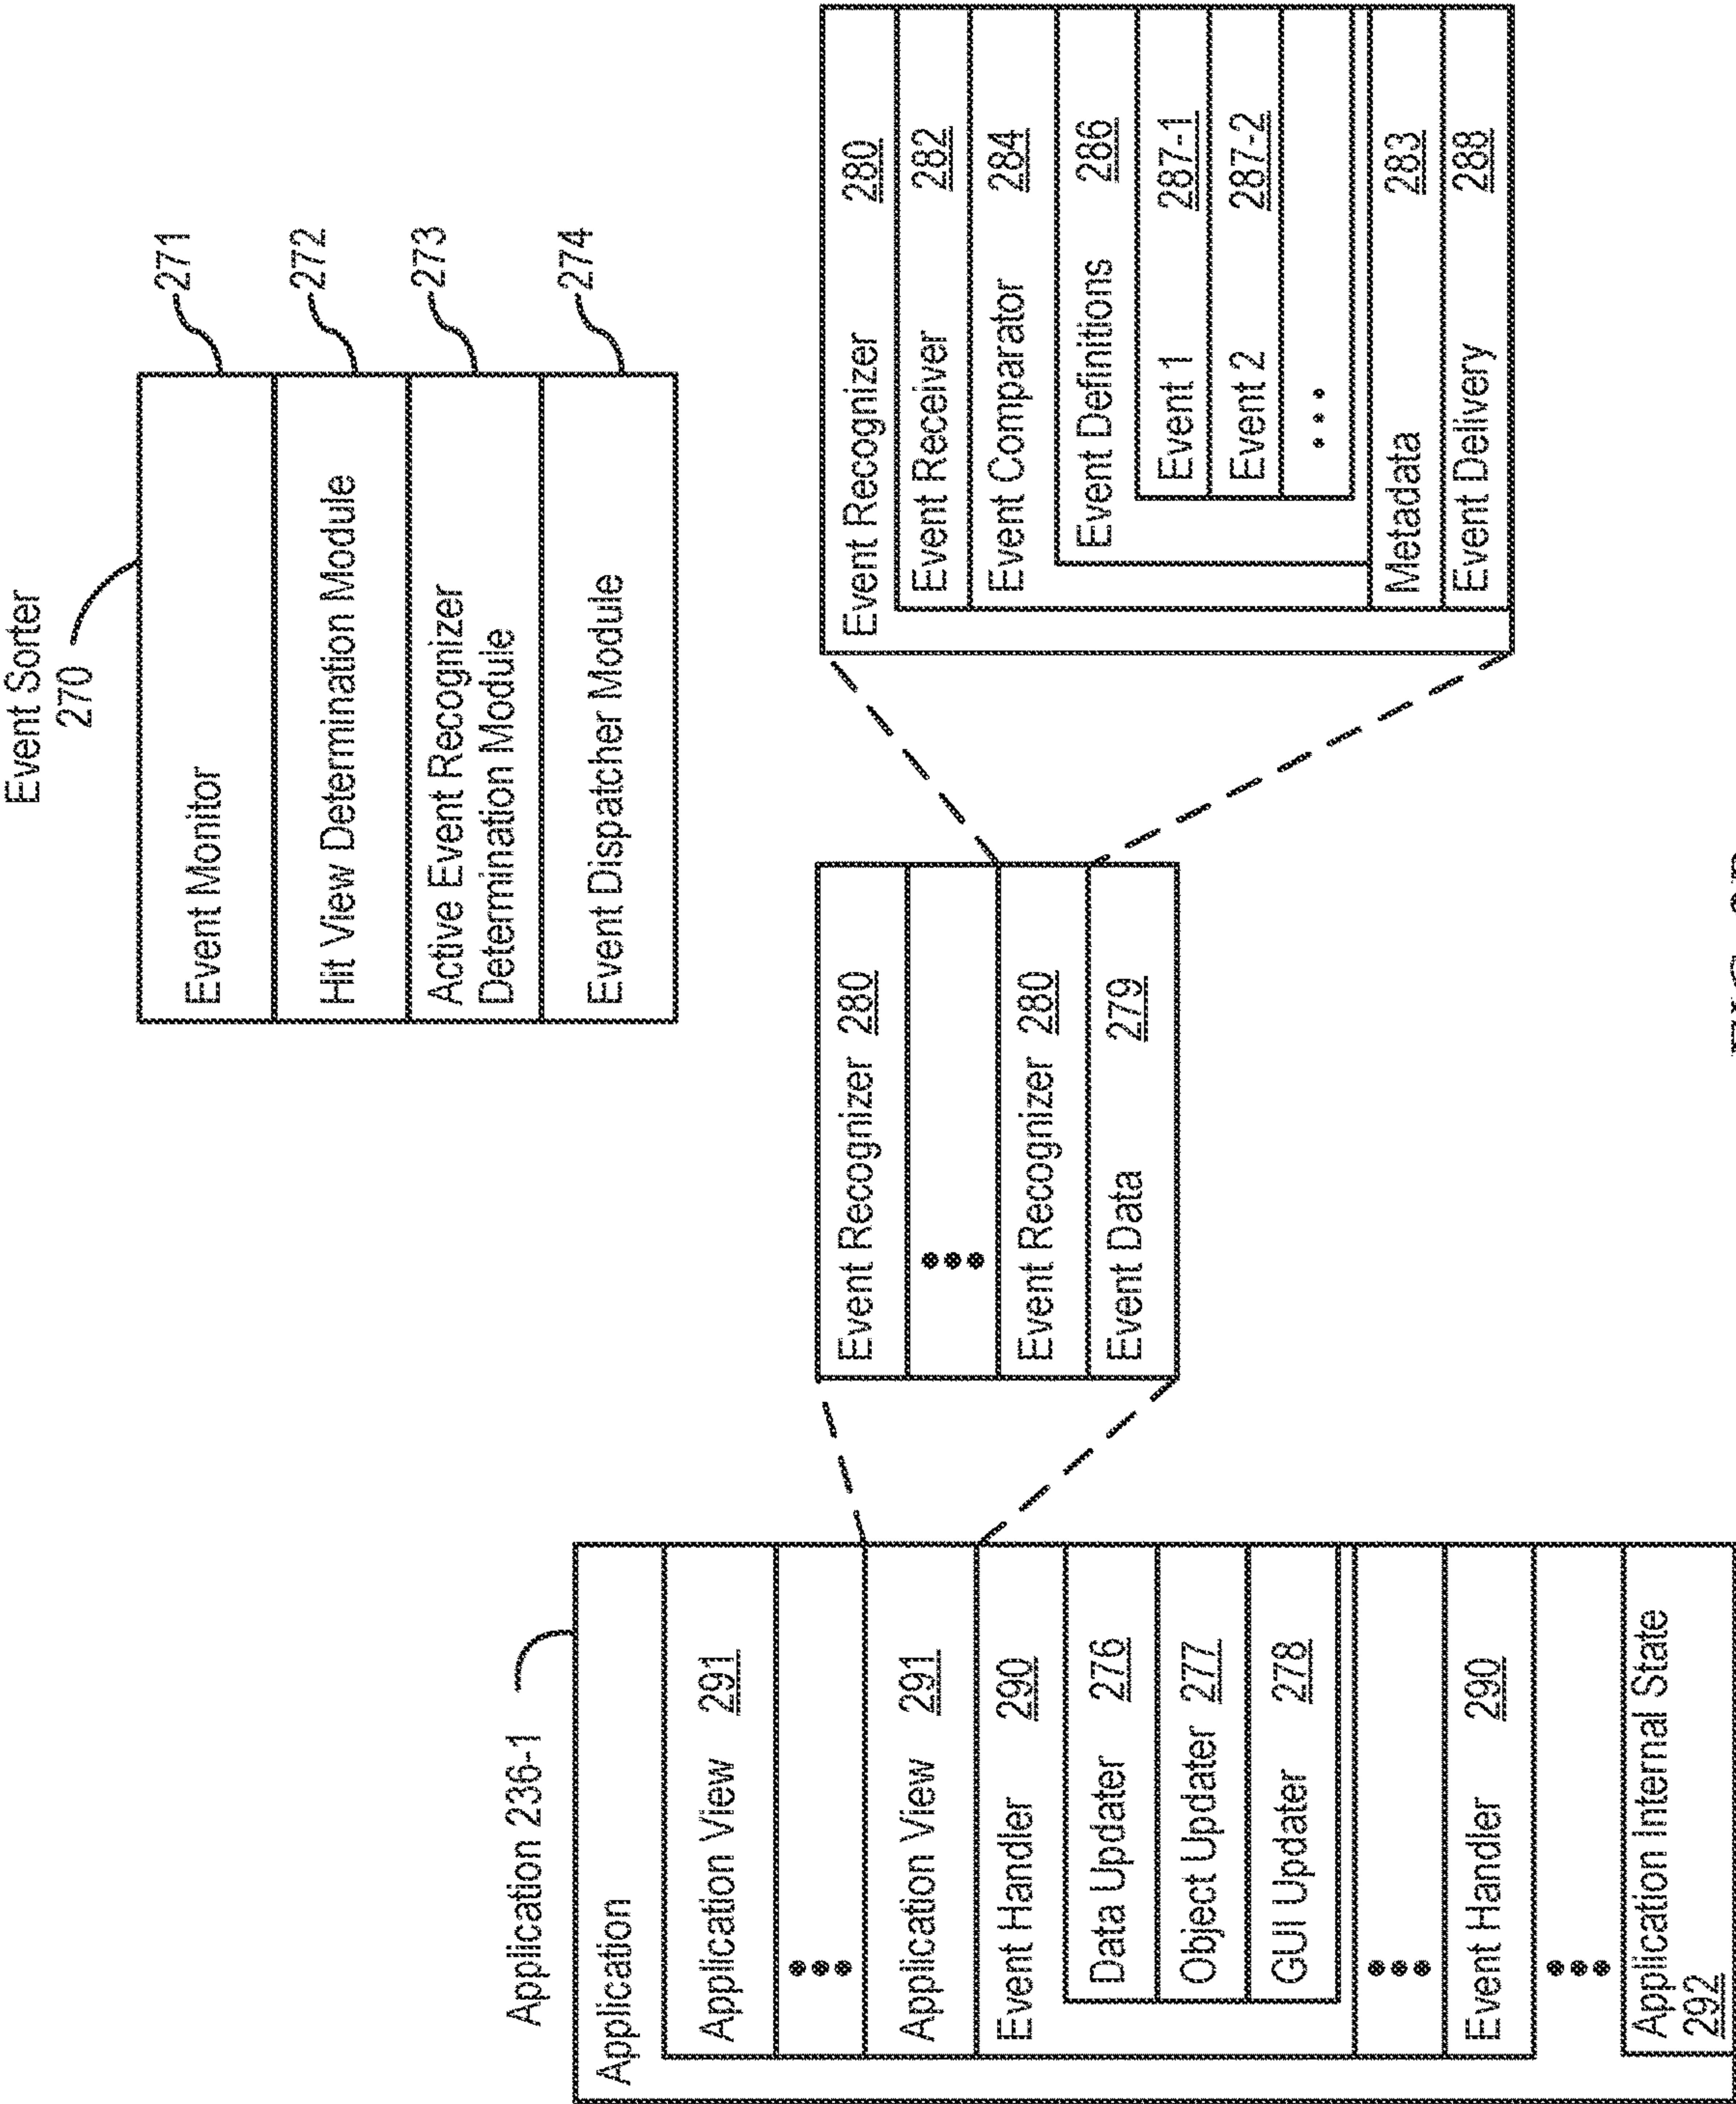 Event Sorter
270
Event Monitor
271
Hit View Determination Module
272
Active Event Recognizer
Determination Module
273
Event Dispatcher Module
274
Application 236-1
Application
Application View 291
Application View 291
Event Handler 290
Data Updater 276
Object Updater 277
GUI Updater 278
Event Handler 290
Application Internal State
292
Event Recognizer 280
Event Recognizer 280
Event Data 279
Event Recognizer 280
Event Receiver 282
Event Comparator 284
Event Definitions 286
Event 1 287-1
Event 2 287-2
Metadata 283
Event Delivery 288